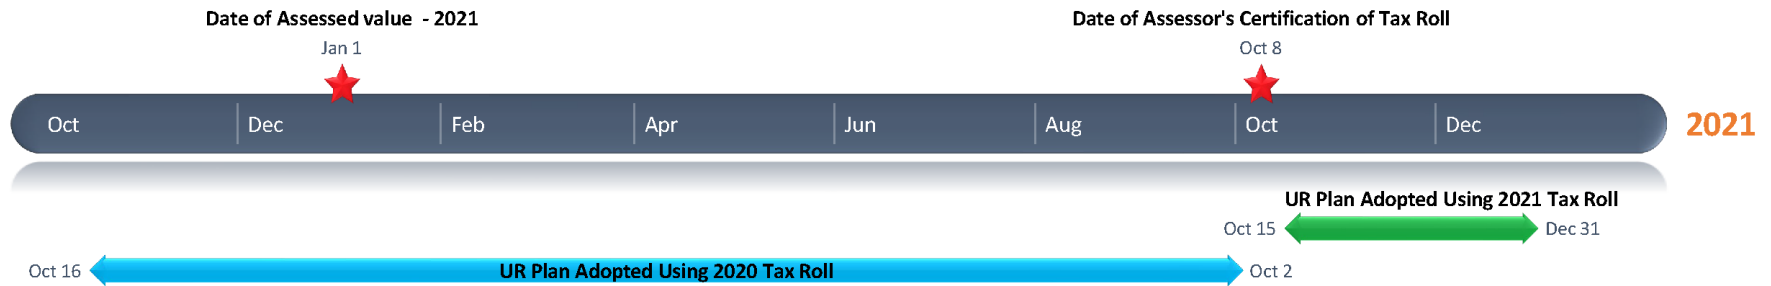 Date of Assessed value - 2021
Date of Assessor's Certification of Tax Roll
Jan 1
Oct 8
Oct Dec Feb Apr Jun Aug Oct Dec 2021
UR Plan Adopted Using 2021 Tax Roll
Oct 15 Dec 31
Oct 16 UR Plan Adopted Using 2020 Tax Roll Oct 2